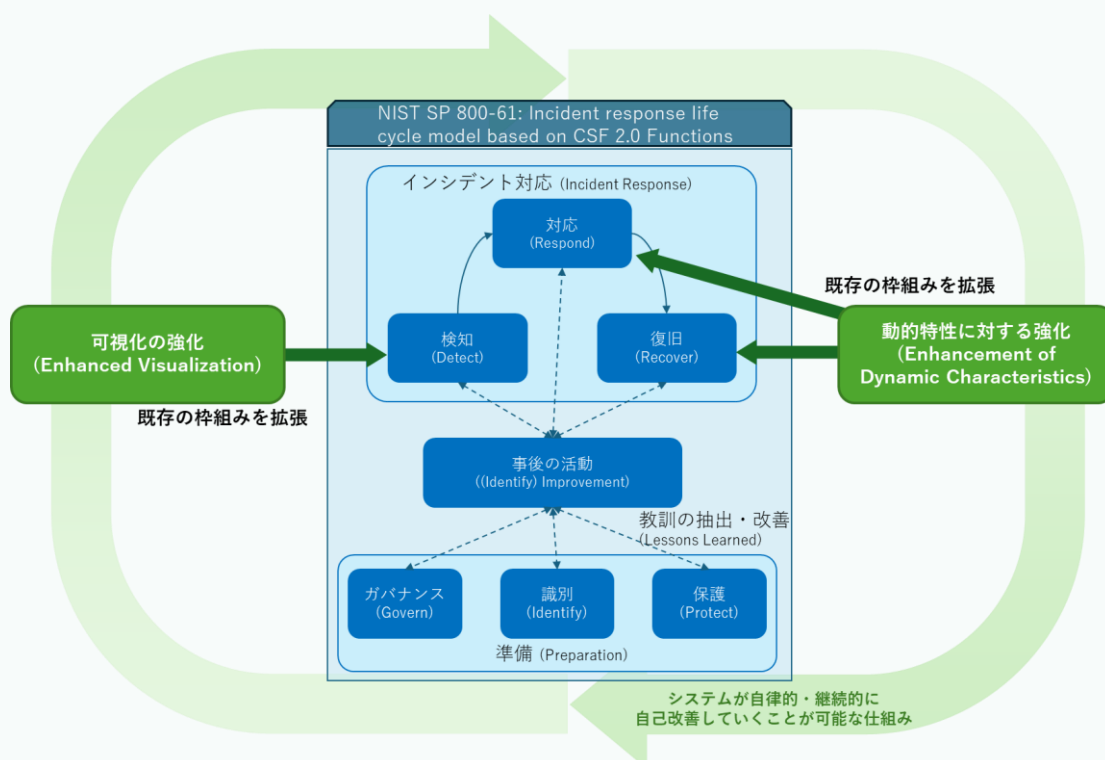 NIST SP 800-61: Incident response life
cycle model based on CSF 2.0 Functions
インシデント対応 (Incident Response)
対応
(Respond)
既存の枠組みを拡張
可視化の強化
(Enhanced Visualization)
検知
(Detect)
復旧
(Recover)
動的特性に対する強化
(Enhancement of
Dynamic Characteristics)
既存の枠組みを拡張
事後の活動
((Identify) Improvement)
教訓の抽出・改善
(Lessons Learned)
ガバナンス
(Govern)
識別
(Identify)
保護
(Protect)
準備 (Preparation)
システムが自律的・継続的に
自己改善していくことが可能な仕組み